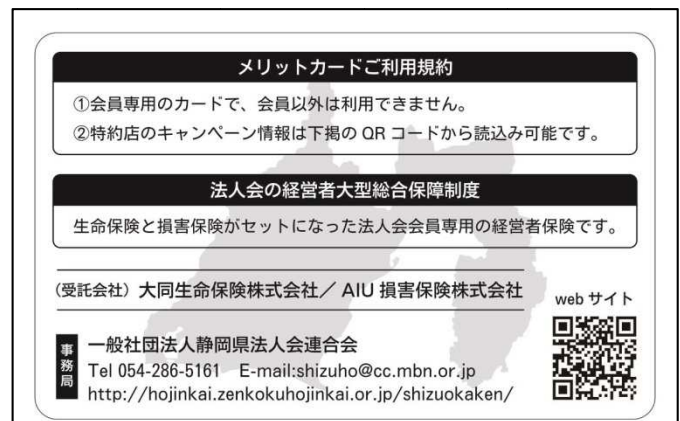 メリットカードご利用規約
①会員専用のカードで、会員以外は利用できません。
②特約店のキャンペーン情報は下掲の QR コードから読込み可能です。
法人会の経営者大型総合保障制度
生命保険と損害保険がセットになった法人会会員専用の経営者保険です。
(受託会社) 大同生命保険株式会社／ AIU 損害保険株式会社
web サイト
事務局
一般社団法人静岡県法人会連合会
Tel 054-286-5161 E-mail:shizuho@cc.mbn.or.jp
http://hojinkai.zenkokuhojinkai.or.jp/shizuokaken/